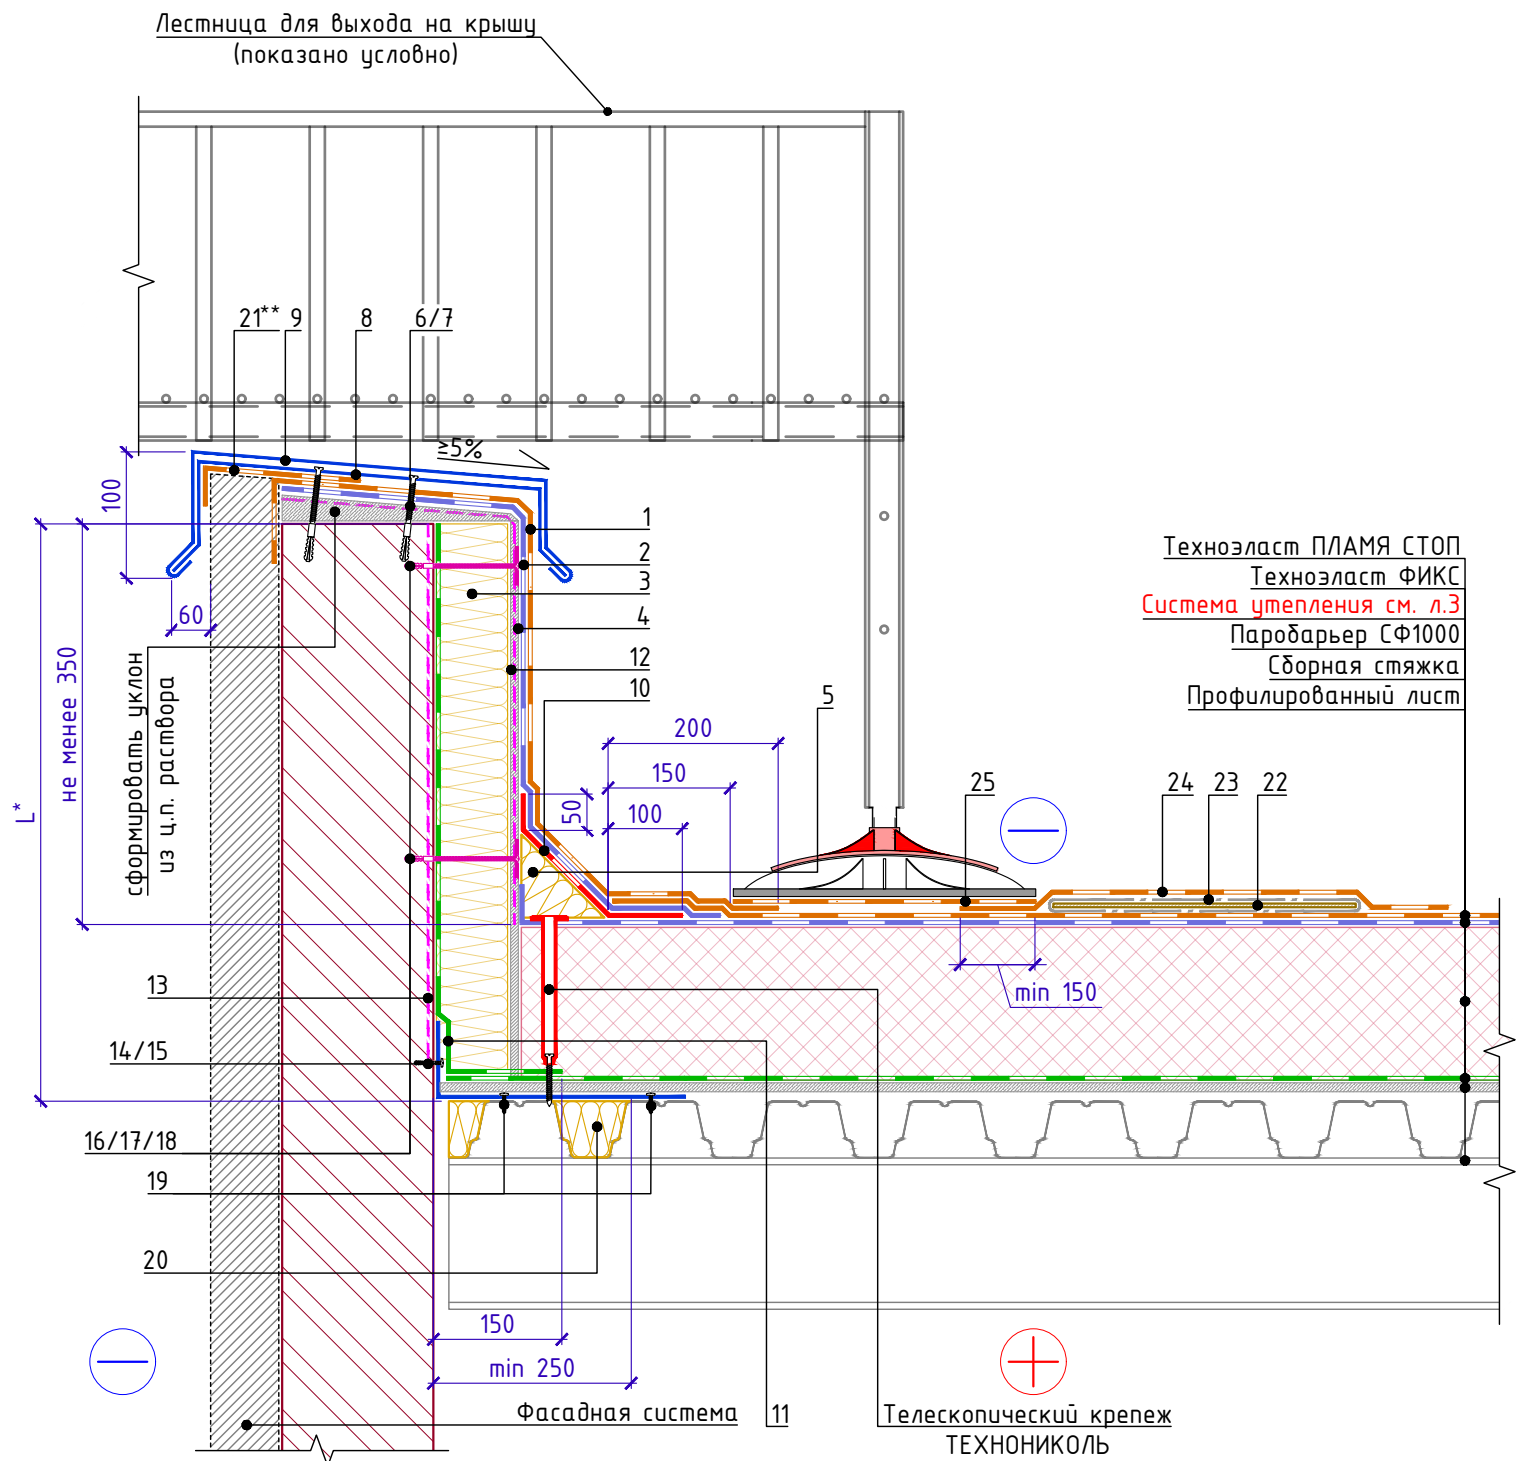 Лестница для выхода на крышу
(показано условно)
21** 9 8 6/7
≥5%
100
60
1
2
3
4
12
10
5
Техноэласт ПЛАМЯ СТОП
Техноэласт ФИКС
Система утепления см. л.3
Паробарьер СФ1000
Сборная стяжка
Профилированный лист
не менее 350
L*
сформировать уклон
из ц.п. раствора
200
150
100
50
25
24 23 22
min 150
13
14/15
16/17/18
19
20
150
min 250
Фасадная система
11
Телескопический крепеж
ТЕХНОНИКОЛЬ